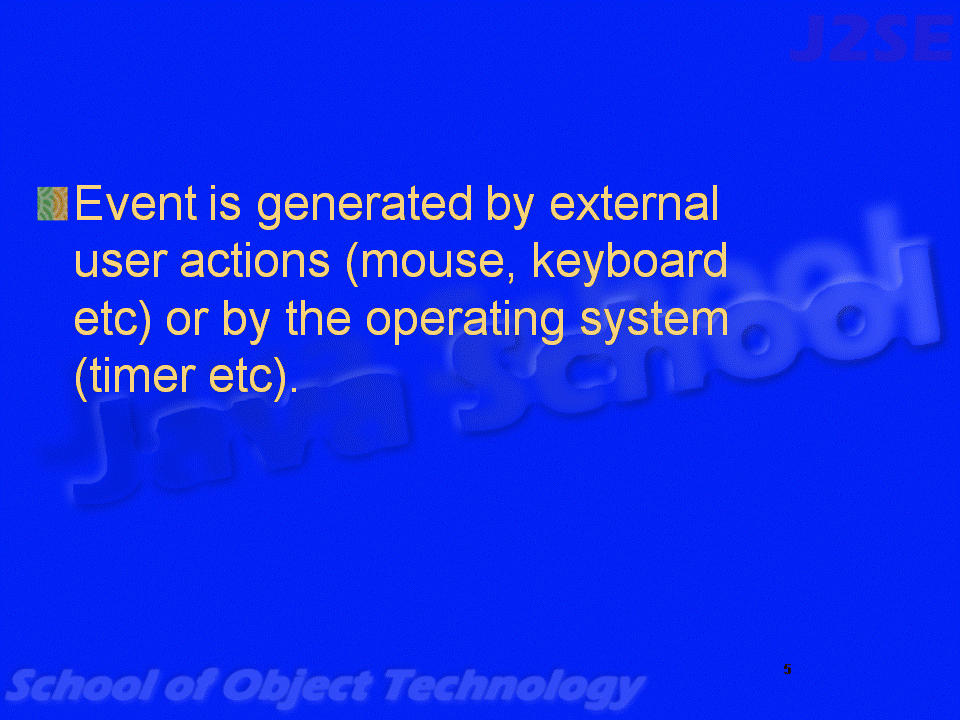 J2SE
Event is generated by external
user actions (mouse, keyboard
etc) or by the operating system
(timer etc).
Java School
School of Object Technology
5